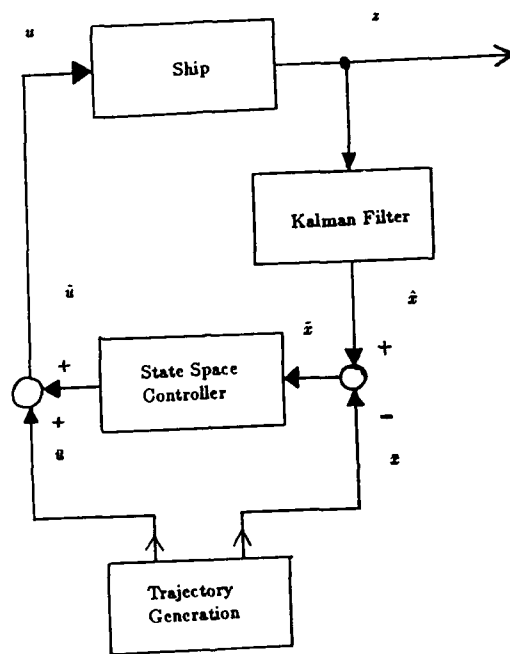 u
z
Ship
Kalman Filter
ũ
x̂
x̃
+
+
State Space
Controller
+
−
ū
x̄
Trajectory
Generation